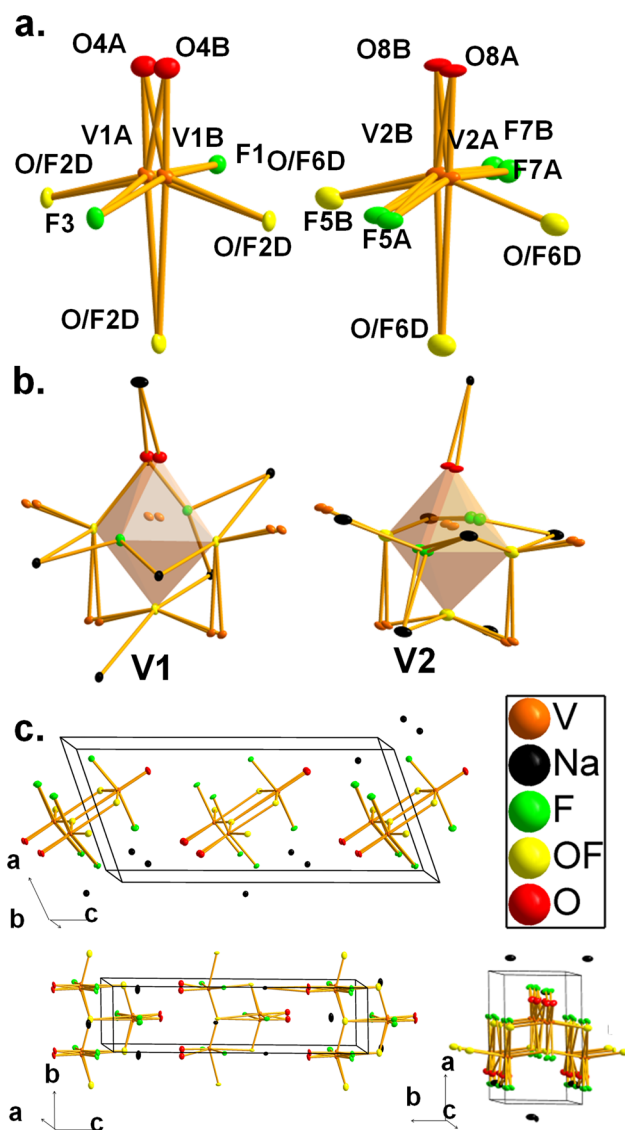 a.
O4A O4B O8B O8A
V1A V1B V2B V2A F7B
O/F2D F1 O/F6D F7A
F3 O/F2D F5B F5A O/F6D
O/F2D O/F6D
b.
V1 V2
c.
V
Na
F
OF
O
a
b c
b
a c
a
b c